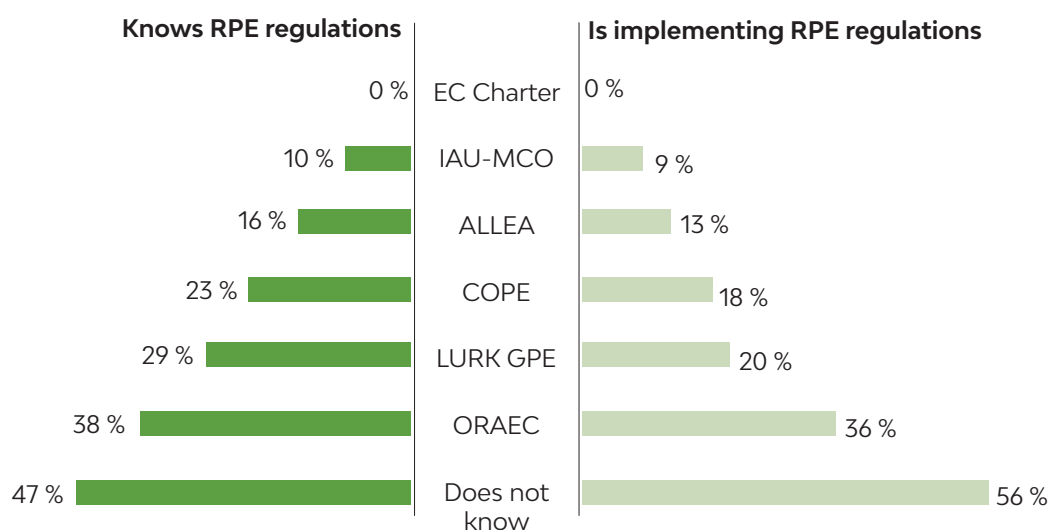 Knows RPE regulations
Is implementing RPE regulations
0 %
EC Charter
0 %
10 %
IAU-MCO
9 %
16 %
ALLEA
13 %
23 %
COPE
18 %
29 %
LURK GPE
20 %
38 %
ORAEC
36 %
47 %
Does not
know
56 %